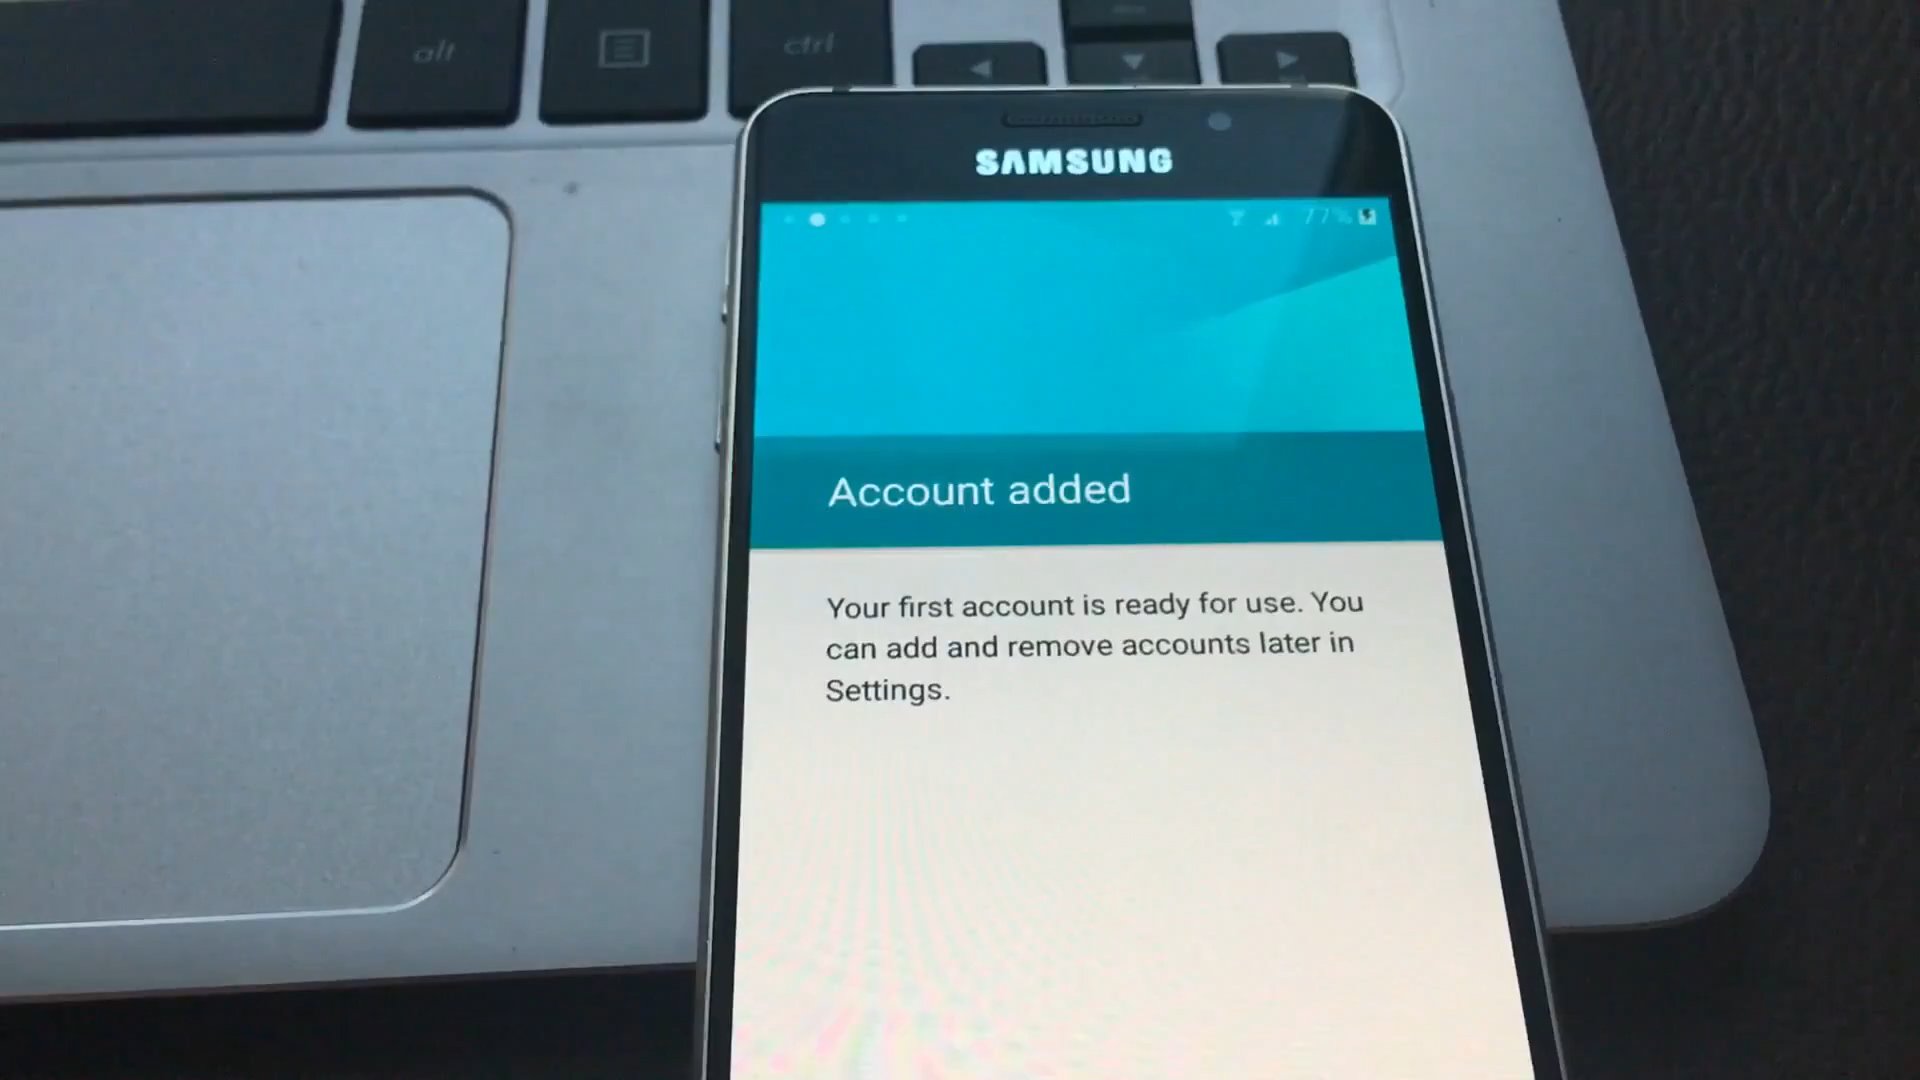 alt
ctrl
SAMSUNG
77%
Account added
Your first account is ready for use. You
can add and remove accounts later in
Settings.